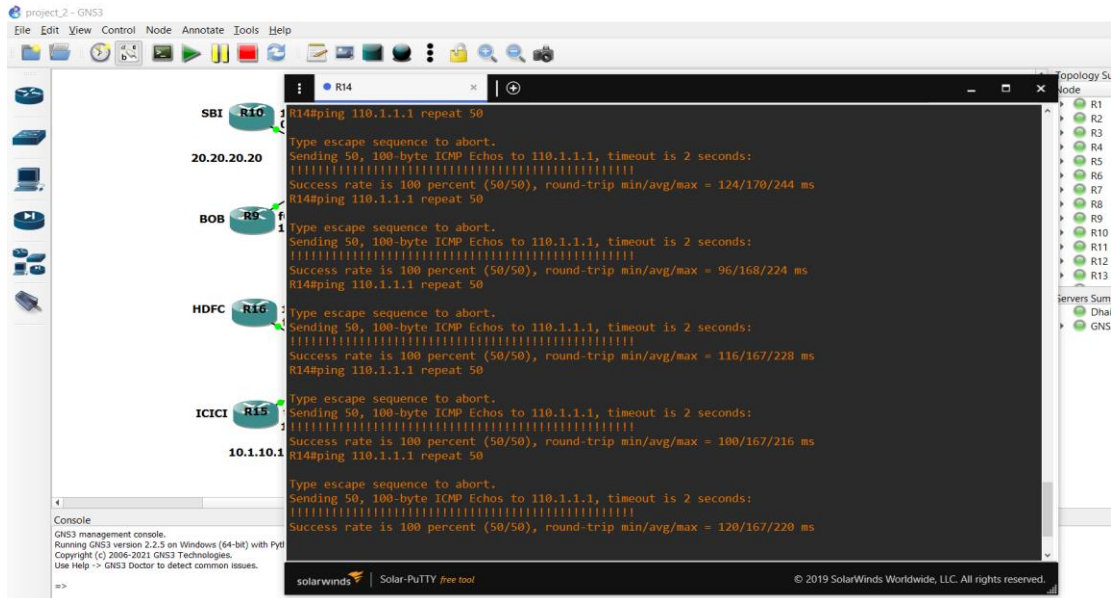 project_2 - GNS3
File Edit View Control Node Annotate Tools Help
SBI R10
20.20.20.20
BOB R9
HDFC R16
ICICI R15
10.1.10.1
R14
R14#ping 110.1.1.1 repeat 50
Type escape sequence to abort.
Sending 50, 100-byte ICMP Echos to 110.1.1.1, timeout is 2 seconds:
!!!!!!!!!!!!!!!!!!!!!!!!!!!!!!!!!!!!!!!!!!!!!!!!!!
Success rate is 100 percent (50/50), round-trip min/avg/max = 124/170/244 ms
R14#ping 110.1.1.1 repeat 50
Type escape sequence to abort.
Sending 50, 100-byte ICMP Echos to 110.1.1.1, timeout is 2 seconds:
!!!!!!!!!!!!!!!!!!!!!!!!!!!!!!!!!!!!!!!!!!!!!!!!!!
Success rate is 100 percent (50/50), round-trip min/avg/max = 96/168/224 ms
R14#ping 110.1.1.1 repeat 50
Type escape sequence to abort.
Sending 50, 100-byte ICMP Echos to 110.1.1.1, timeout is 2 seconds:
!!!!!!!!!!!!!!!!!!!!!!!!!!!!!!!!!!!!!!!!!!!!!!!!!!
Success rate is 100 percent (50/50), round-trip min/avg/max = 116/167/228 ms
R14#ping 110.1.1.1 repeat 50
Type escape sequence to abort.
Sending 50, 100-byte ICMP Echos to 110.1.1.1, timeout is 2 seconds:
!!!!!!!!!!!!!!!!!!!!!!!!!!!!!!!!!!!!!!!!!!!!!!!!!!
Success rate is 100 percent (50/50), round-trip min/avg/max = 100/167/216 ms
R14#ping 110.1.1.1 repeat 50
Type escape sequence to abort.
Sending 50, 100-byte ICMP Echos to 110.1.1.1, timeout is 2 seconds:
!!!!!!!!!!!!!!!!!!!!!!!!!!!!!!!!!!!!!!!!!!!!!!!!!!
Success rate is 100 percent (50/50), round-trip min/avg/max = 120/167/220 ms
solarwinds Solar-PuTTY free tool © 2019 SolarWinds Worldwide, LLC. All rights reserved.
Topology Su
Node
R1
R2
R3
R4
R5
R6
R7
R8
R9
R10
R11
R12
R13
Servers Sum
Dhai
GNS
Console
GNS3 management console.
Running GNS3 version 2.2.5 on Windows (64-bit) with Pyt
Copyright (c) 2006-2021 GNS3 Technologies.
Use Help -> GNS3 Doctor to detect common issues.
=>